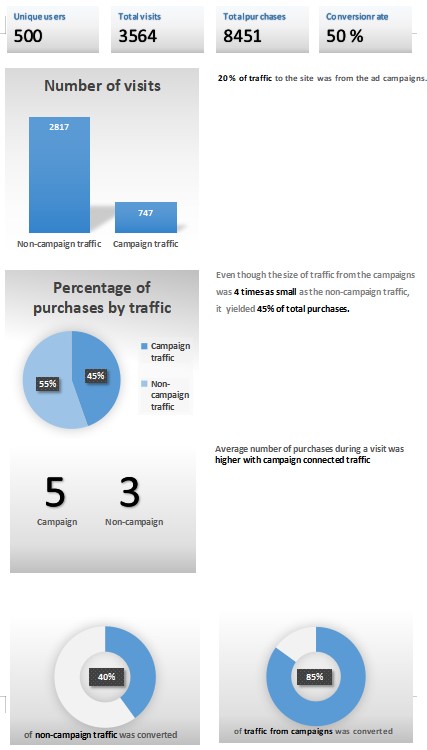 Unique users
500
Total visits
3564
Total purchases
8451
Conversion rate
50 %
Number of visits
2817
747
Non-campaign traffic
Campaign traffic
20 % of traffic to the site was from the ad campaigns.
Percentage of
purchases by traffic
55%
45%
Campaign
traffic
Non-
campaign
traffic
Even though the size of traffic from the campaigns
was 4 times as small as the non-campaign traffic,
it yielded 45% of total purchases.
5
Campaign
3
Non-campaign
Average number of purchases during a visit was
higher with campaign connected traffic
40%
of non-campaign traffic was converted
85%
of traffic from campaigns was converted